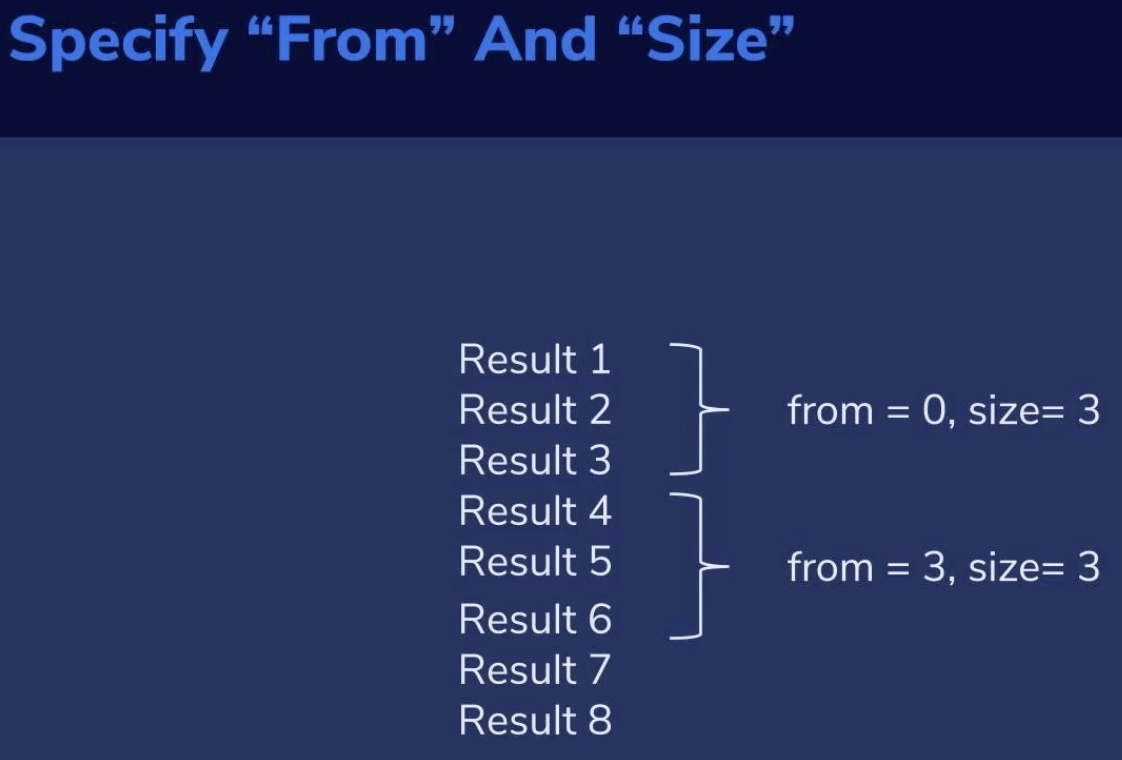 Specify “From” And “Size”
Result 1
Result 2
Result 3
from = 0, size= 3
Result 4
Result 5
Result 6
from = 3, size= 3
Result 7
Result 8